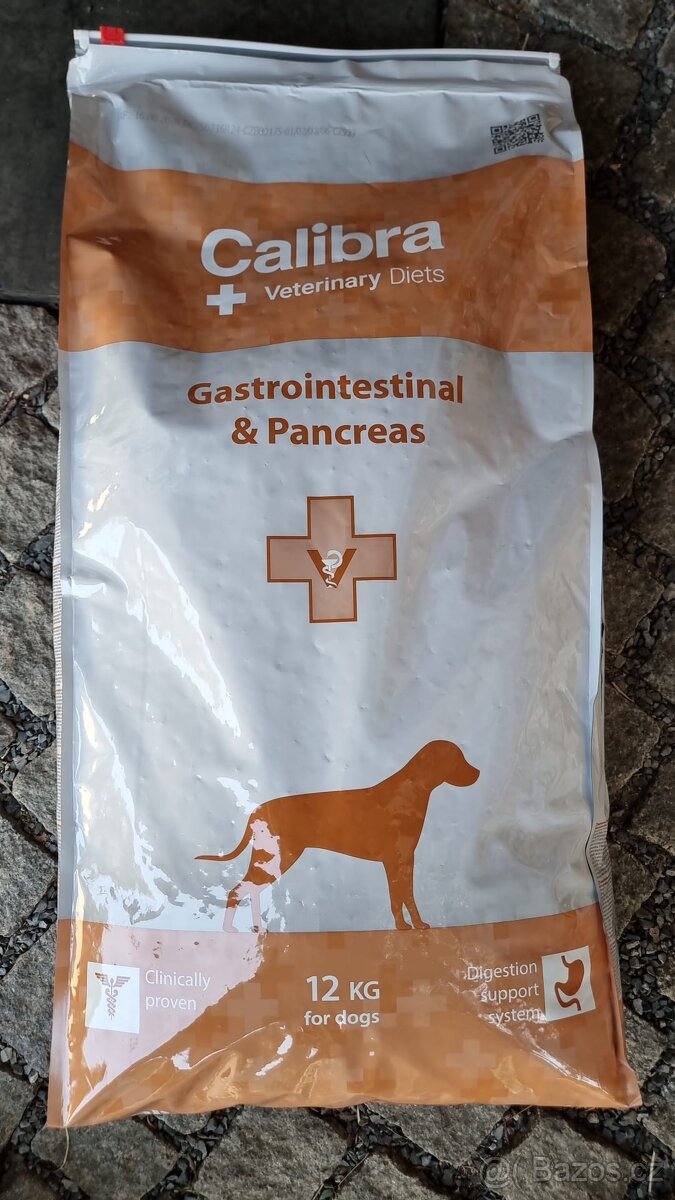 Calibra
Veterinary Diets
Gastrointestinal
& Pancreas
V
Clinically
proven
12 KG
for dogs
Digestion
support
system
Bazos.cz